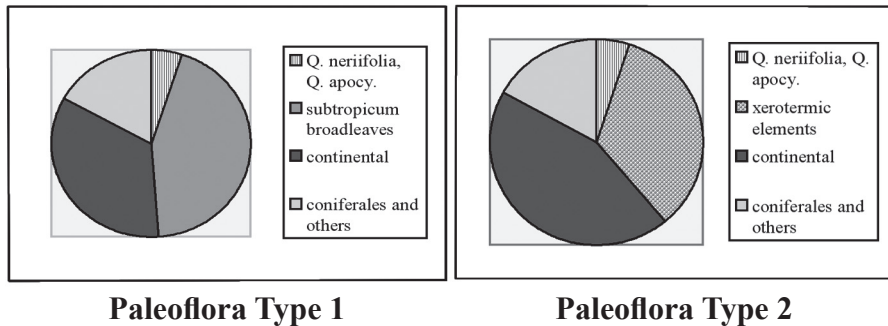 Q. neriifolia,
Q. apocy.
subtropicum
broadleaves
continental
coniferales and
others
Paleoflora Type 1
Q. neriifolia, Q.
apocy.
xerotermic
elements
continental
coniferales and
others
Paleoflora Type 2